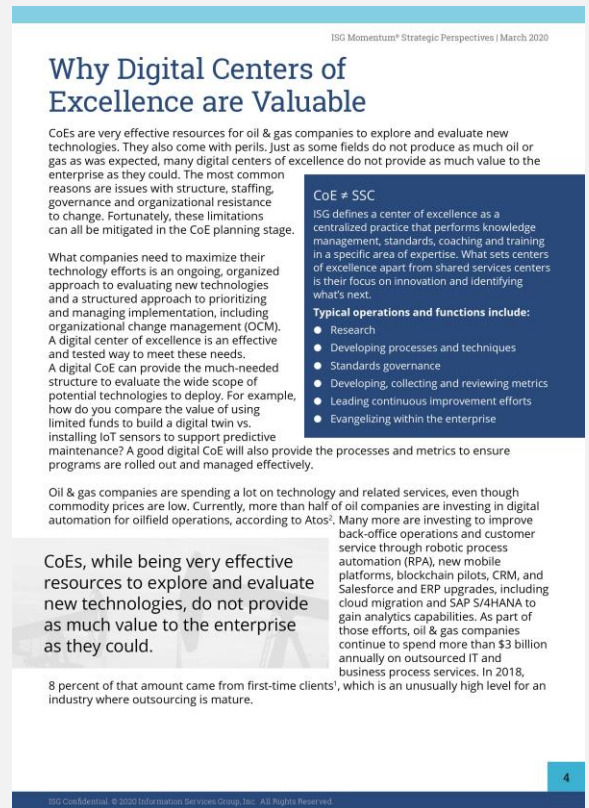 ISG Momentum® Strategic Perspectives | March 2020
Why Digital Centers of
Excellence are Valuable
CoEs are very effective resources for oil & gas companies to explore and evaluate new
technologies. They also come with perils. Just as some fields do not produce as much oil or
gas as was expected, many digital centers of excellence do not provide as much value to the
enterprise as they could. The most common
reasons are issues with structure, staffing,
governance and organizational resistance
to change. Fortunately, these limitations
can all be mitigated in the CoE planning stage.
What companies need to maximize their
technology efforts is an ongoing, organized
approach to evaluating new technologies
and a structured approach to prioritizing
and managing implementation, including
organizational change management (OCM).
A digital center of excellence is an effective
and tested way to meet these needs.
A digital CoE can provide the much-needed
structure to evaluate the wide scope of
potential technologies to deploy. For example,
how do you compare the value of using
limited funds to build a digital twin vs.
installing IoT sensors to support predictive
maintenance? A good digital CoE will also provide the processes and metrics to ensure
programs are rolled out and managed effectively.
CoE ≠ SSC
ISG defines a center of excellence as a
centralized practice that performs knowledge
management, standards, coaching and training
in a specific area of expertise. What sets centers
of excellence apart from shared services centers
is their focus on innovation and identifying
what's next.
Typical operations and functions include:
● Research
● Developing processes and techniques
● Standards governance
● Developing, collecting and reviewing metrics
● Leading continuous improvement efforts
● Evangelizing within the enterprise
Oil & gas companies are spending a lot on technology and related services, even though
commodity prices are low. Currently, more than half of oil companies are investing in digital
automation for oilfield operations, according to Atos². Many more are investing to improve
back-office operations and customer
service through robotic process
automation (RPA), new mobile
platforms, blockchain pilots, CRM, and
Salesforce and ERP upgrades, including
cloud migration and SAP S/4HANA to
gain analytics capabilities. As part of
those efforts, oil & gas companies
continue to spend more than $3 billion
annually on outsourced IT and
business process services. In 2018,
8 percent of that amount came from first-time clients¹, which is an unusually high level for an
industry where outsourcing is mature.
CoEs, while being very effective
resources to explore and evaluate
new technologies, do not provide
as much value to the enterprise
as they could.
4
ISG Confidential. © 2020 Information Services Group, Inc. All Rights Reserved.